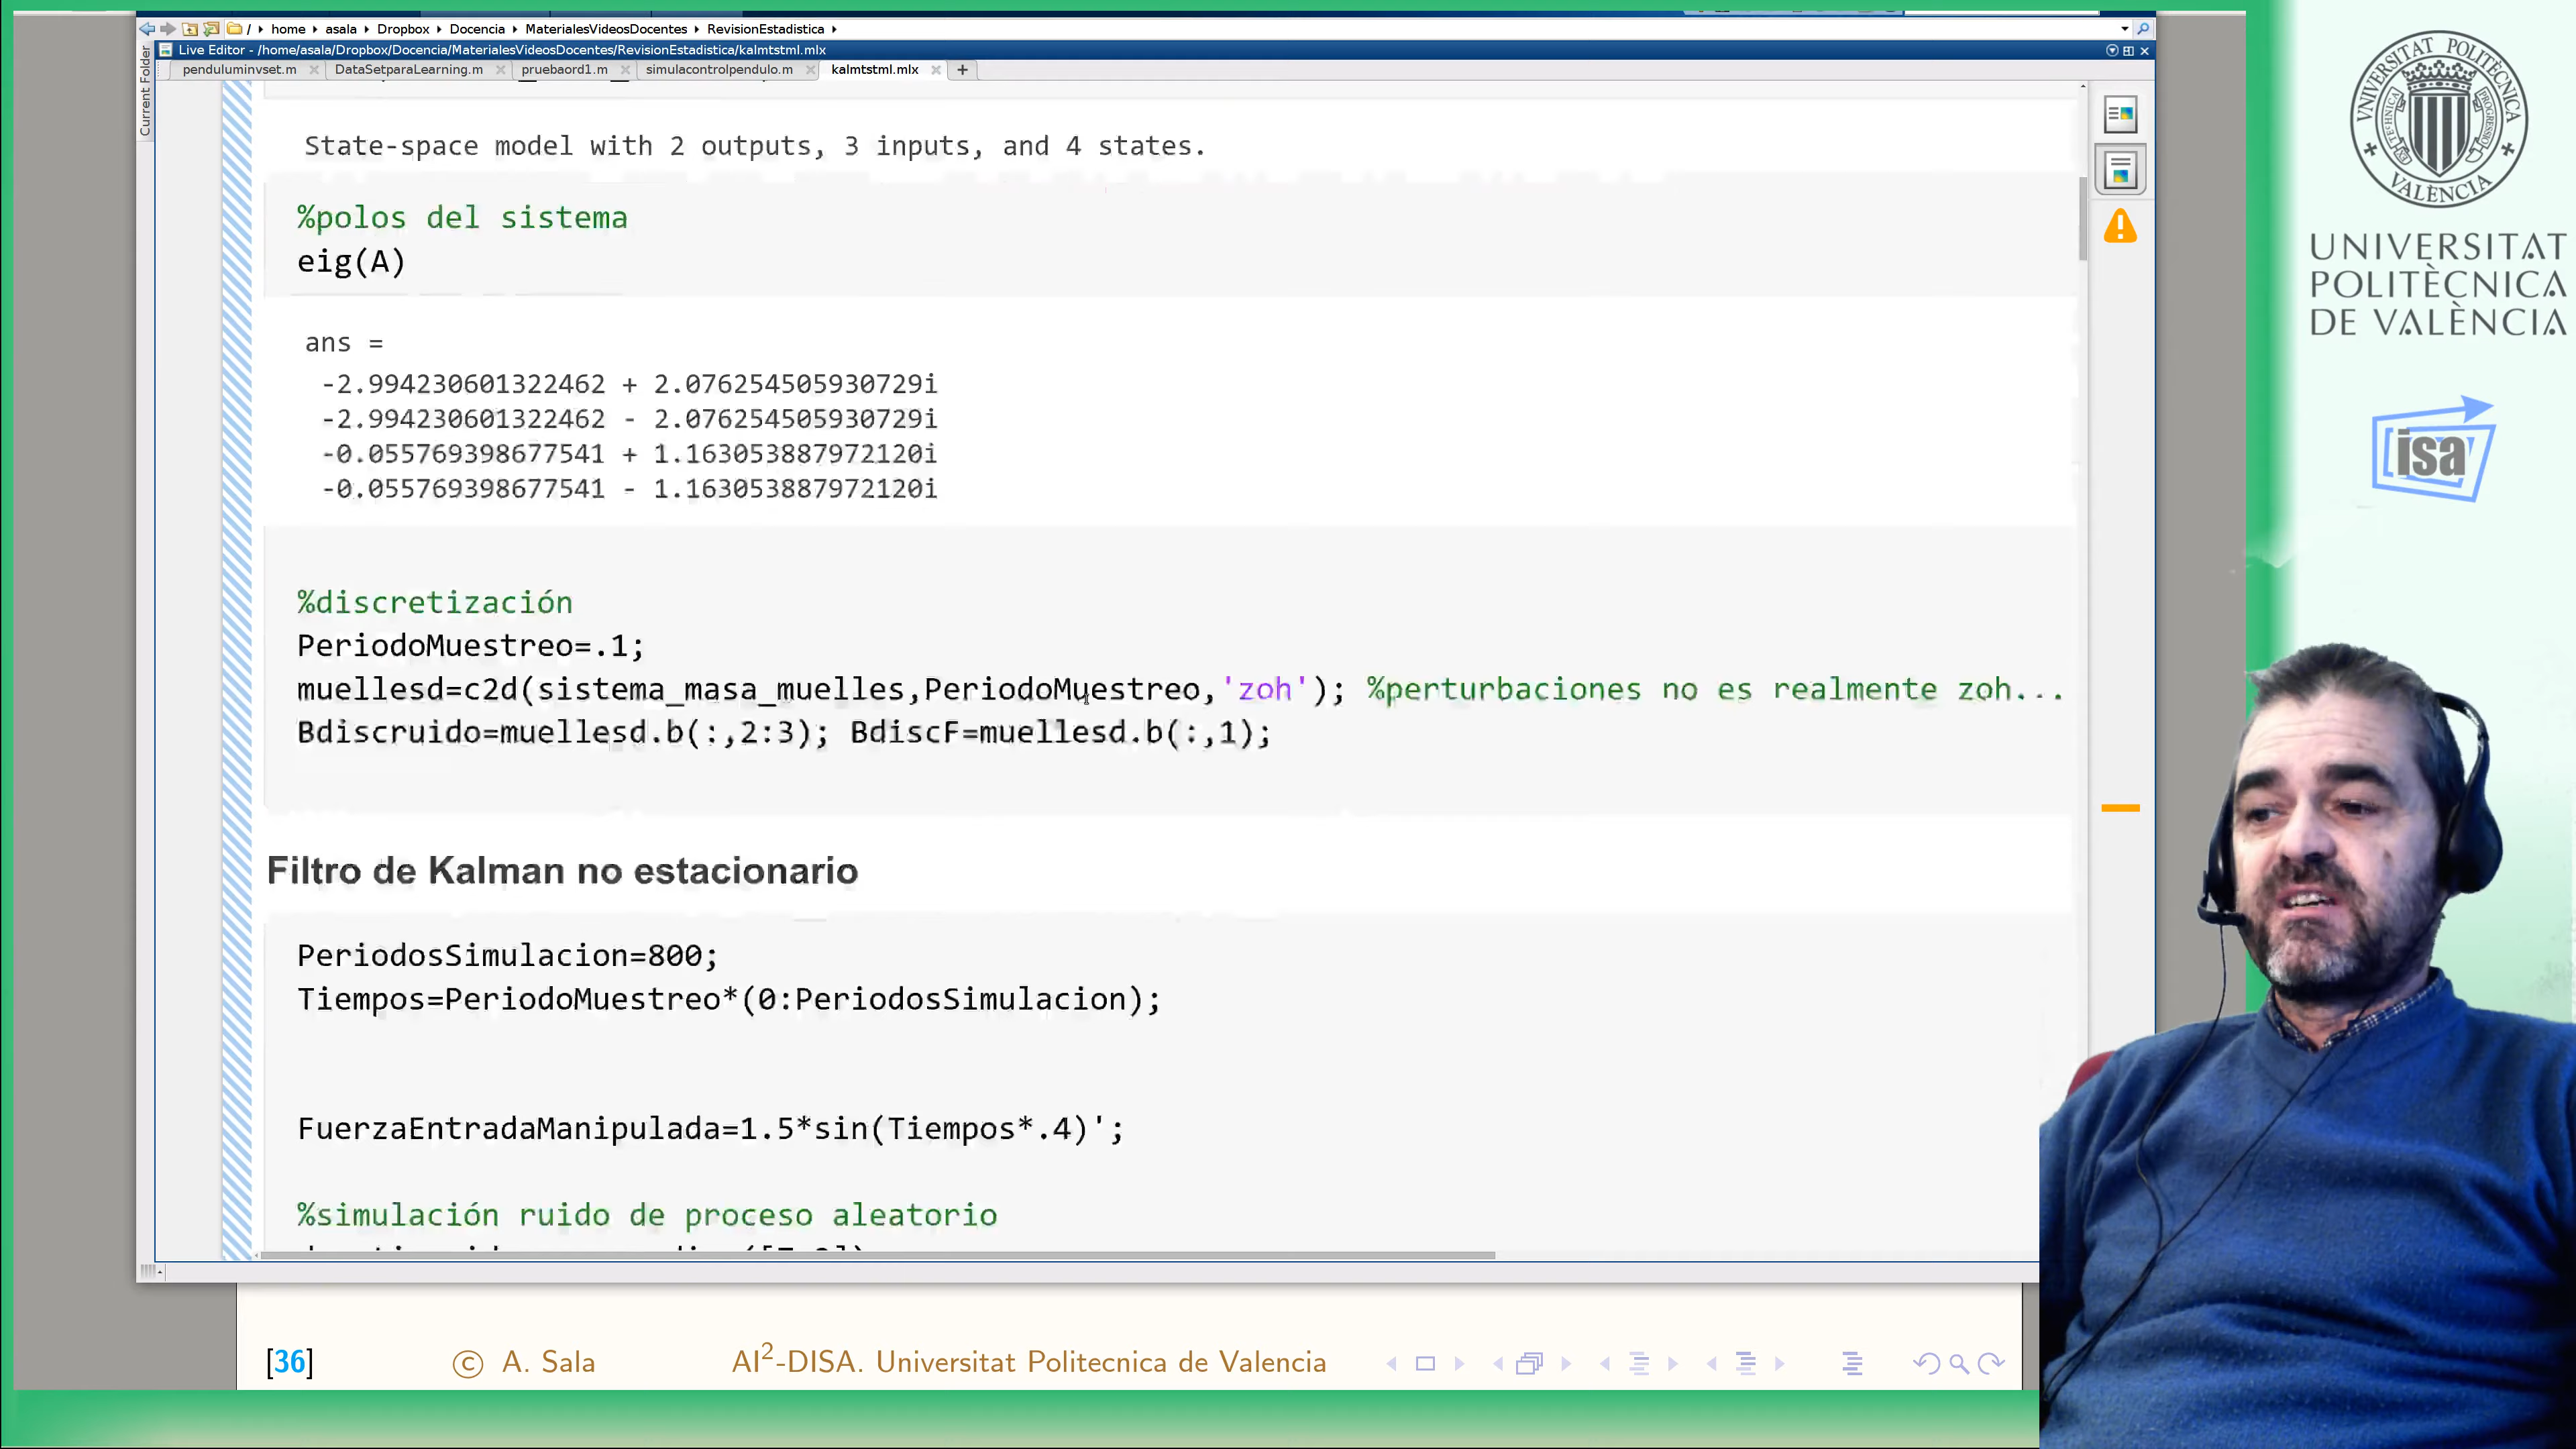 / ▸ home ▸ asala ▸ Dropbox ▸ Docencia ▸ MaterialesVideosDocentes ▸ RevisionEstadistica ▸
Live Editor - /home/asala/Dropbox/Docencia/MaterialesVideosDocentes/RevisionEstadistica/kalmtstml.mlx
penduluminvset.m
DataSetparaLearning.m
pruebaord1.m
simulacontrolpendulo.m
kalmtstml.mlx
Current Folder
State-space model with 2 outputs, 3 inputs, and 4 states.
%polos del sistema
eig(A)
ans =
-2.994230601322462 + 2.076254505930729i
-2.994230601322462 - 2.076254505930729i
-0.055769398677541 + 1.163053887972120i
-0.055769398677541 - 1.163053887972120i
%discretización
PeriodoMuestreo=.1;
muellesd=c2d(sistema_masa_muelles,PeriodoMuestreo,'zoh'); %perturbaciones no es realmente zoh...
Bdiscruido=muellesd.b(:,2:3); BdiscF=muellesd.b(:,1);
Filtro de Kalman no estacionario
PeriodosSimulacion=800;
Tiempos=PeriodoMuestreo*(0:PeriodosSimulacion);
FuerzaEntradaManipulada=1.5*sin(Tiempos*.4)';
%simulación ruido de proceso aleatorio
[36] © A. Sala AI²-DISA. Universitat Politecnica de Valencia
UNIVERSITAT POLITÈCNICA
VALÈNCIA
UNIVERSITAT
POLITÈCNICA
DE VALÈNCIA
isa